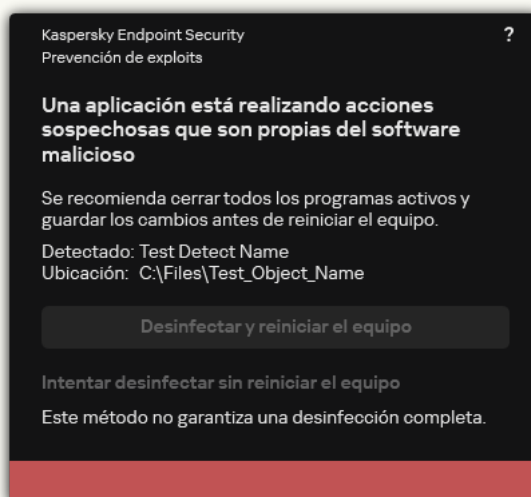 Kaspersky Endpoint Security
?
Prevención de exploits
Una aplicación está realizando acciones
sospechosas que son propias del software
malicioso
Se recomienda cerrar todos los programas activos y
guardar los cambios antes de reiniciar el equipo.
Detectado: Test Detect Name
Ubicación: C:\Files\Test_Object_Name
Desinfectar y reiniciar el equipo
Intentar desinfectar sin reiniciar el equipo
Este método no garantiza una desinfección completa.